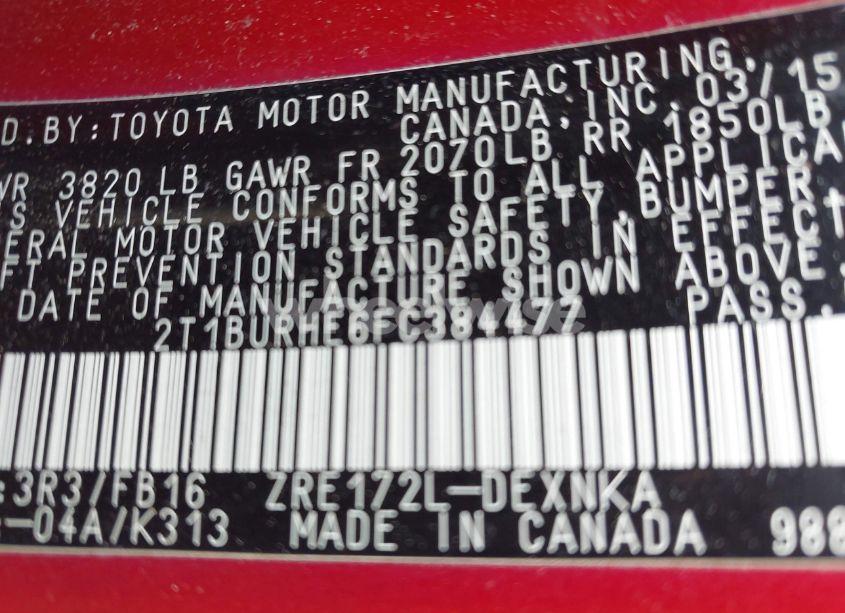 D.BY:TOYOTA MOTOR MANUFACTURING, 03/15
CANADA, INC.
WR 3820 LB GAWR FR 2070LB, RR 1850LB
S VEHICLE CONFORMS TO ALL APPLICA
ERAL MOTOR VEHICLE SAFETY, BUMPER,
FT PREVENTION STANDARDS IN EFFECT
DATE OF MANUFACTURE SHOWN ABOVE.
2T1BURHE6FC384477 PASS.
:3R3/FB16 ZRE172L-DEXNKA
-04A/K313 MADE IN CANADA 988